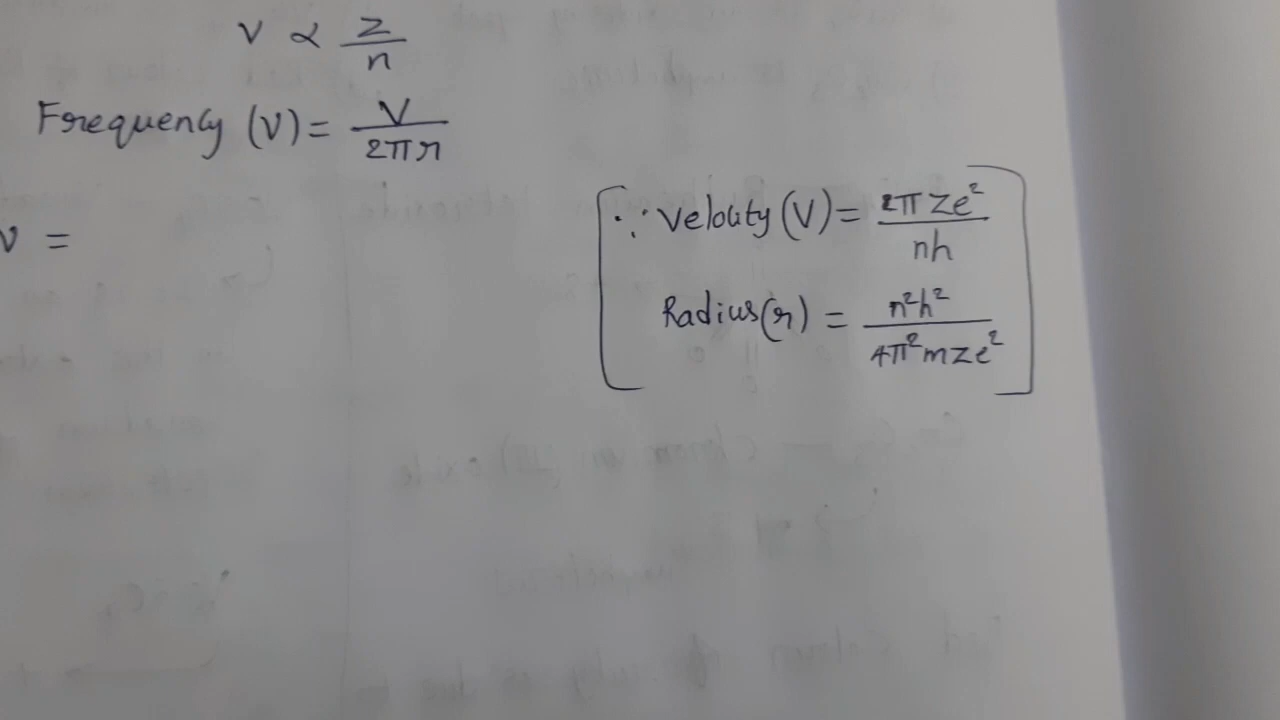 V ∝ z/n
Frequency (ν) = V/2πr
ν =
[∵ Velocity (V) = 2πZe²/nh
Radius (r) = n²h²/4π²mze²]